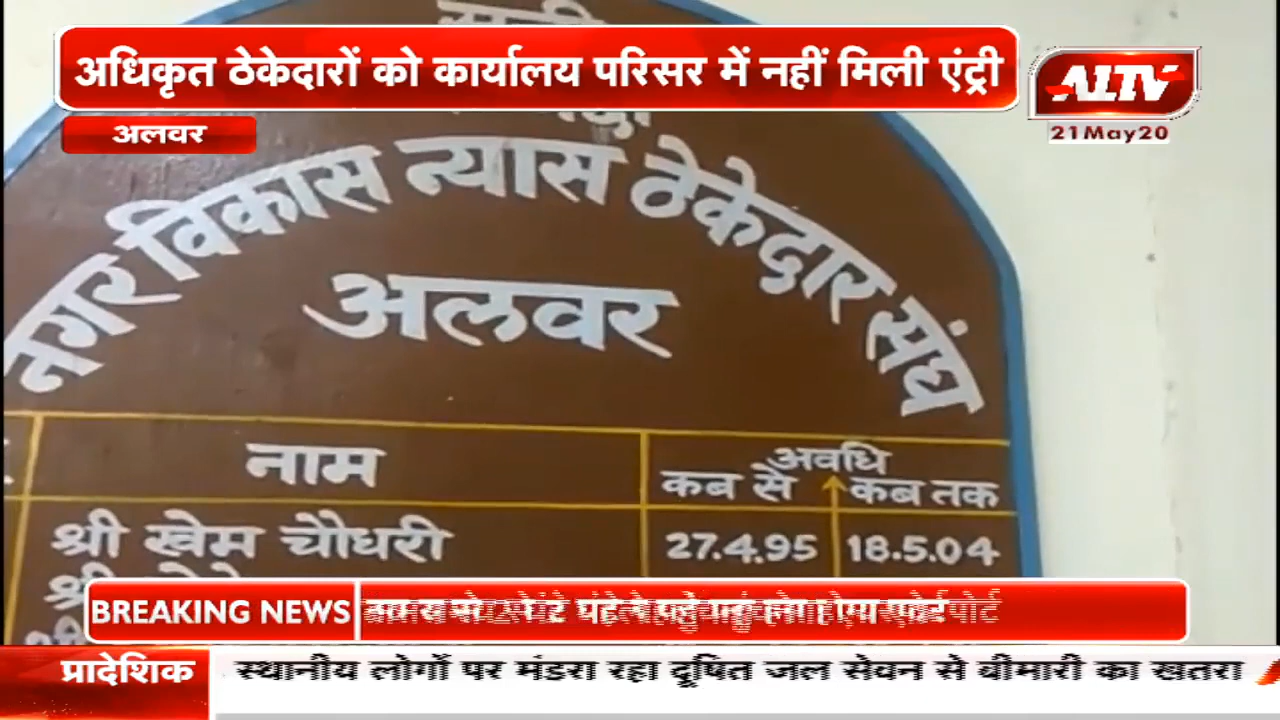 अधिकृत ठेकेदारों को कार्यालय परिसर में नहीं मिली एंट्री
ALTV
21May20
अलवर
नगर विकास न्यास ठेकेदार संघ
अलवर
नाम
अवधि
कब से
कब तक
श्री खेम चौधरी
27.4.95
18.5.04
श्री
BREAKING NEWS
प्रादेशिक
स्थानीय लोगों पर मंडरा रहा दूषित जल सेवन से बीमारी का खतरा